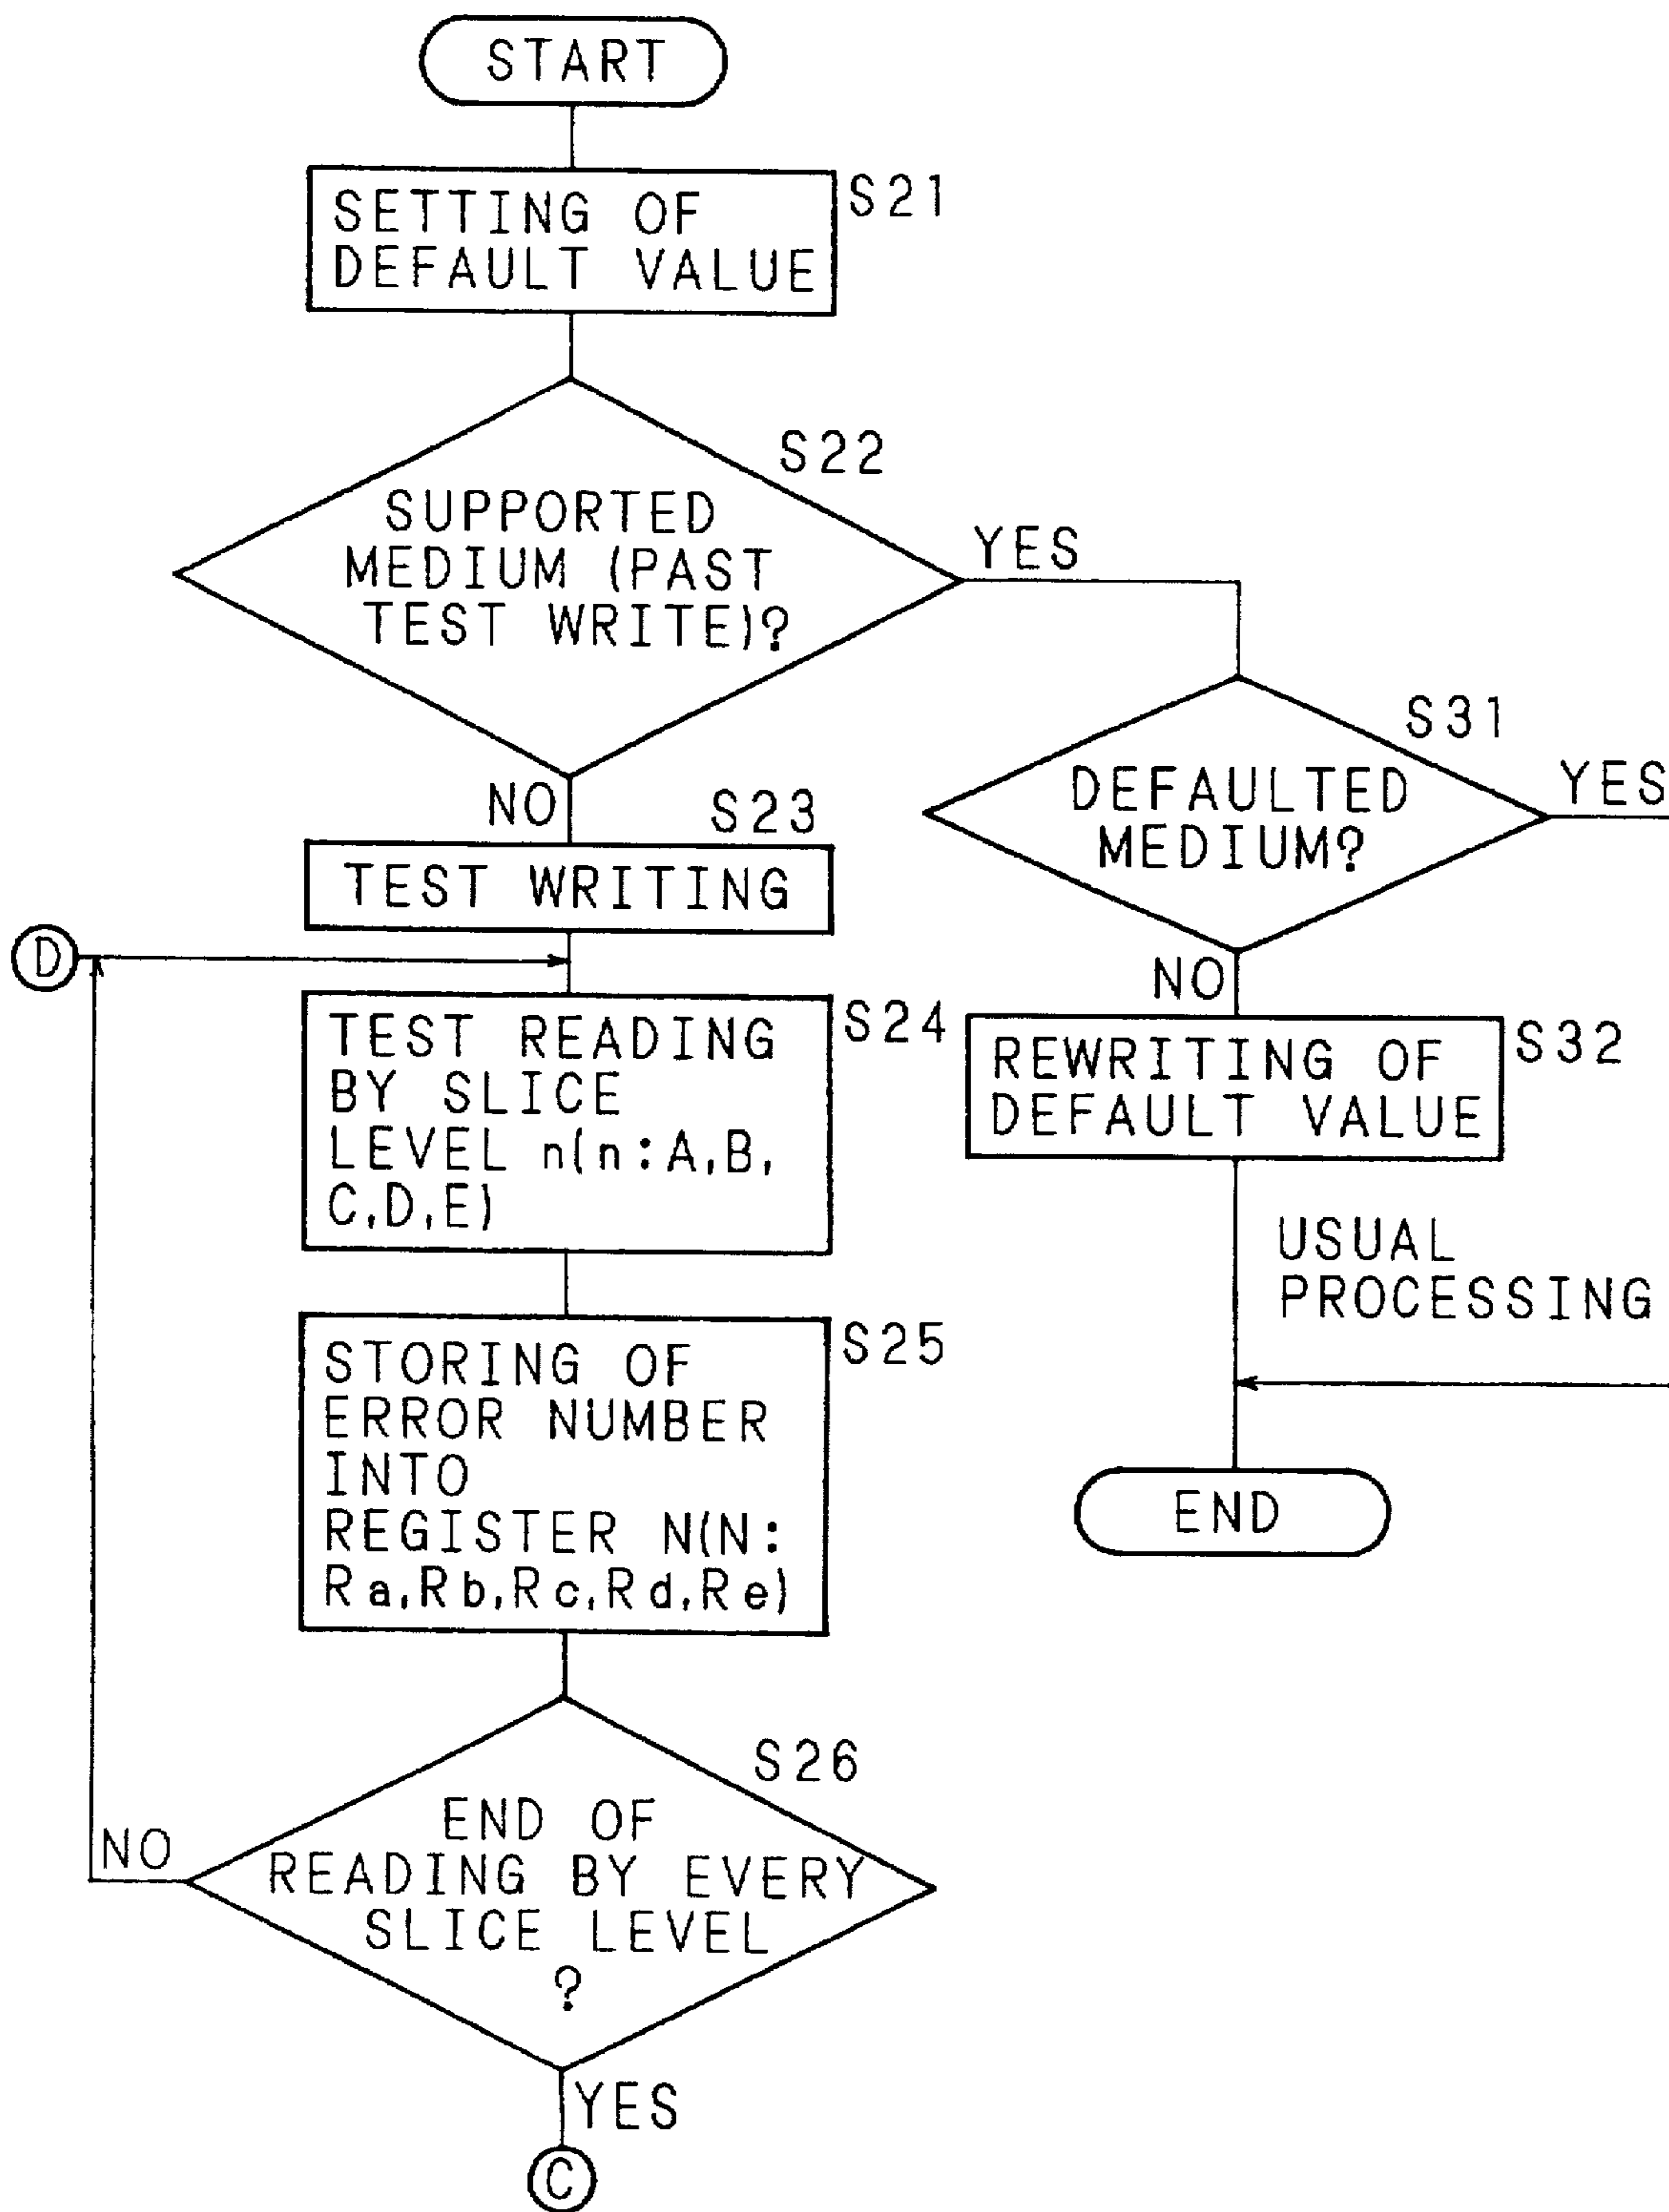 START
S21
SETTING OF
DEFAULT VALUE
S22
SUPPORTED
MEDIUM (PAST
TEST WRITE)?
YES
NO
S31
DEFAULTED
MEDIUM?
YES
NO
S23
TEST WRITING
D
S24
TEST READING
BY SLICE
LEVEL n(n:A,B,
C,D,E)
S32
REWRITING OF
DEFAULT VALUE
USUAL
PROCESSING
END
S25
STORING OF
ERROR NUMBER
INTO
REGISTER N(N:
Ra,Rb,Rc,Rd,Re)
S26
END OF
READING BY EVERY
SLICE LEVEL
?
NO
YES
C